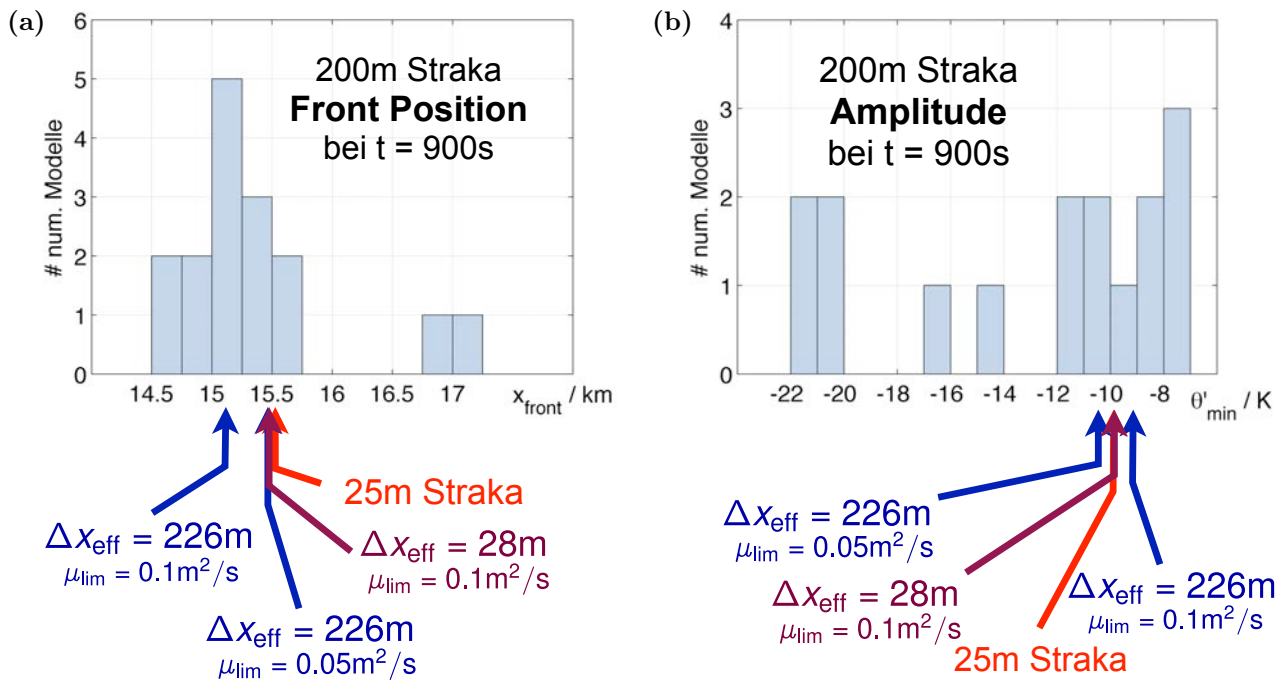 (a)
6
5
4
3
2
1
0
# num. Modelle
200m Straka
Front Position
bei t = 900s
14.5 15 15.5 16 16.5 17 x_front / km
25m Straka
Δx_eff = 226m
μ_lim = 0.1m²/s
Δx_eff = 28m
μ_lim = 0.1m²/s
Δx_eff = 226m
μ_lim = 0.05m²/s
(b)
4
3
2
1
0
# num. Modelle
200m Straka
Amplitude
bei t = 900s
-22 -20 -18 -16 -14 -12 -10 -8 θ'_min / K
Δx_eff = 226m
μ_lim = 0.05m²/s
Δx_eff = 28m
μ_lim = 0.1m²/s
Δx_eff = 226m
μ_lim = 0.1m²/s
25m Straka